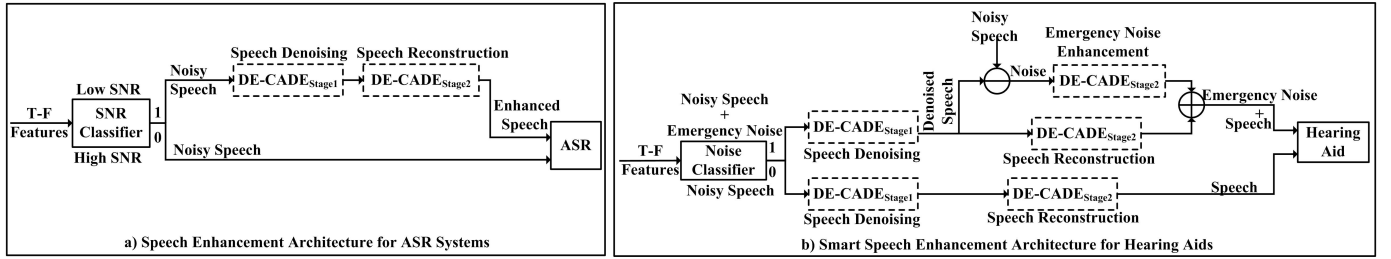 Speech Denoising
Speech Reconstruction
Noisy
Speech
DE-CADEStage1
DE-CADEStage2
Low SNR
T-F
Features
SNR
Classifier
1
0
High SNR
Noisy Speech
Enhanced
Speech
ASR
a) Speech Enhancement Architecture for ASR Systems
Noisy
Speech
Emergency Noise
Enhancement
Noise
DE-CADEStage2
Denoised
Speech
Noisy Speech
+
Emergency Noise
T-F
Features
Noise
Classifier
1
0
Noisy Speech
DE-CADEStage1
Speech Denoising
DE-CADEStage2
Speech Reconstruction
Emergency Noise
+
Speech
Hearing
Aid
DE-CADEStage1
Speech Denoising
DE-CADEStage2
Speech Reconstruction
Speech
b) Smart Speech Enhancement Architecture for Hearing Aids